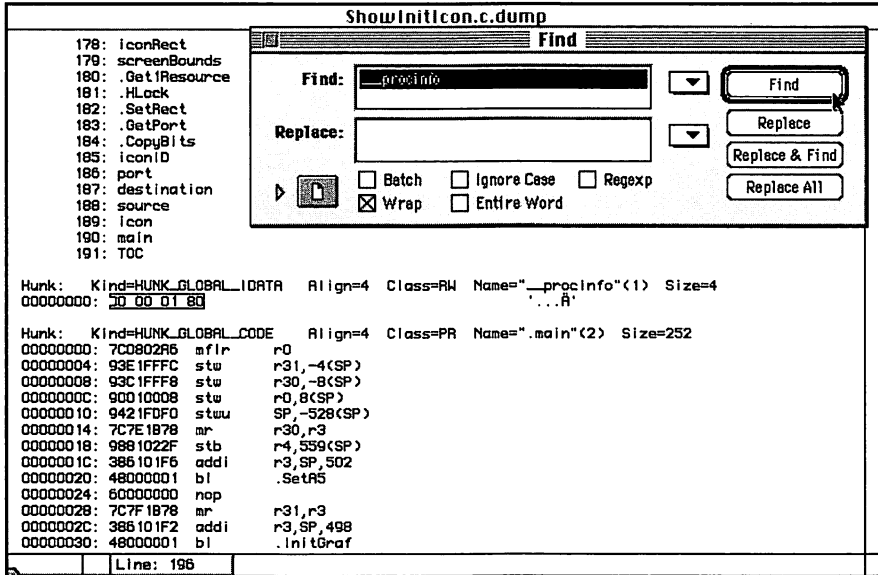 ShowInitIcon.c.dump
178: iconRect
179: screenBounds
180: .Get1Resource
181: .HLock
182: .SetRect
183: .GetPort
184: .CopyBits
185: iconID
186: port
187: destination
188: source
189: icon
190: main
191: TOC
Find
Find:
__procinfo
Find
Replace:
Replace
Replace & Find
Batch
Ignore Case
Regexp
Replace All
Wrap
Entire Word
Hunk: Kind=HUNK_GLOBAL_IDATA Align=4 Class=RW Name="__procinfo"(1) Size=4
00000000: 00 00 01 80 '...Ä'
Hunk: Kind=HUNK_GLOBAL_CODE Align=4 Class=PR Name=".main"(2) Size=252
00000000: 7C0802A6 mflr r0
00000004: 93E1FFFC stw r31,-4(SP)
00000008: 93C1FFF8 stw r30,-8(SP)
0000000C: 90010008 stw r0,8(SP)
00000010: 9421FDF0 stwu SP,-528(SP)
00000014: 7C7E1B78 mr r30,r3
00000018: 9881022F stb r4,559(SP)
0000001C: 386101F6 addi r3,SP,502
00000020: 48000001 bl .SetA5
00000024: 60000000 nop
00000028: 7C7F1B78 mr r31,r3
0000002C: 386101F2 addi r3,SP,498
00000030: 48000001 bl .InitGraf
Line: 196